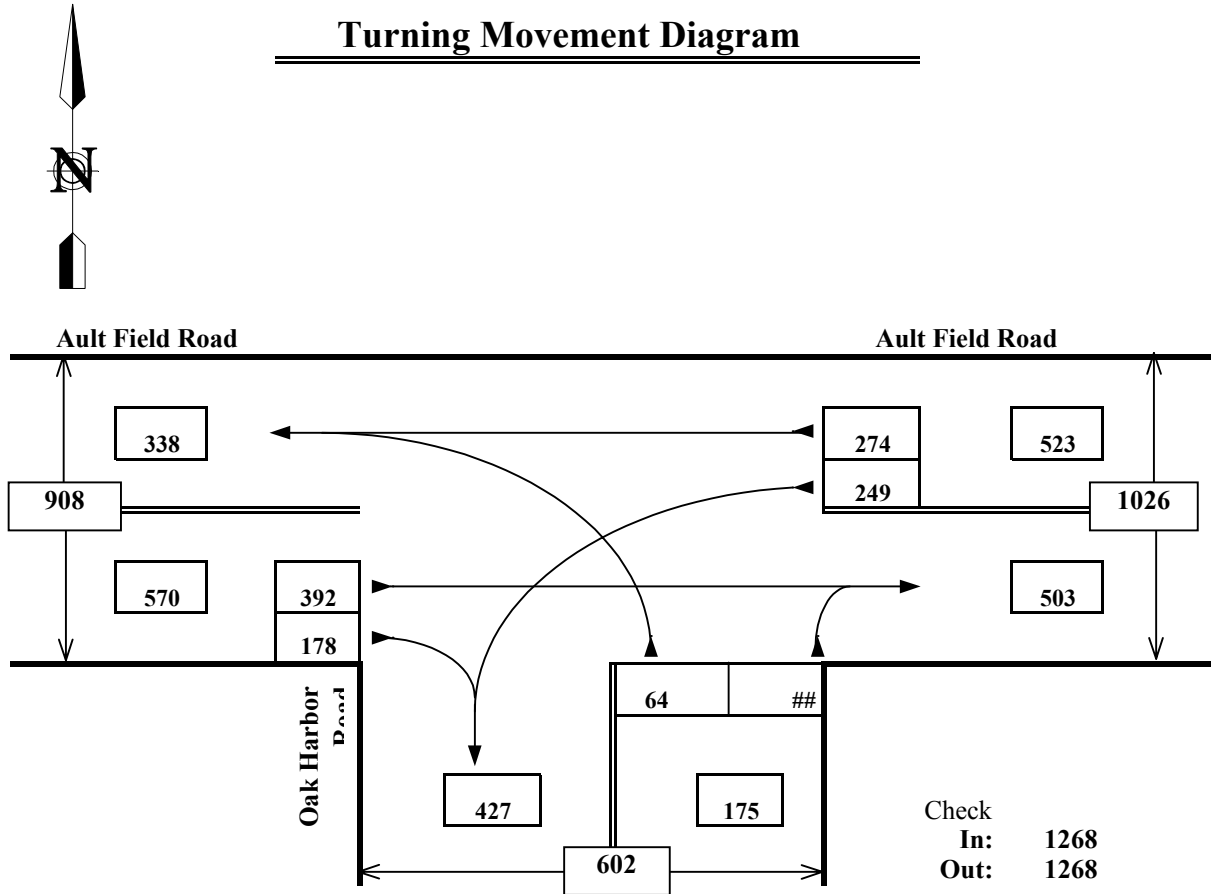 Turning Movement Diagram
N
Ault Field Road
Ault Field Road
338
274
523
249
908
1026
570
392
503
178
64
##
Oak Harbor
Road
427
175
602
Check
In: 1268
Out: 1268